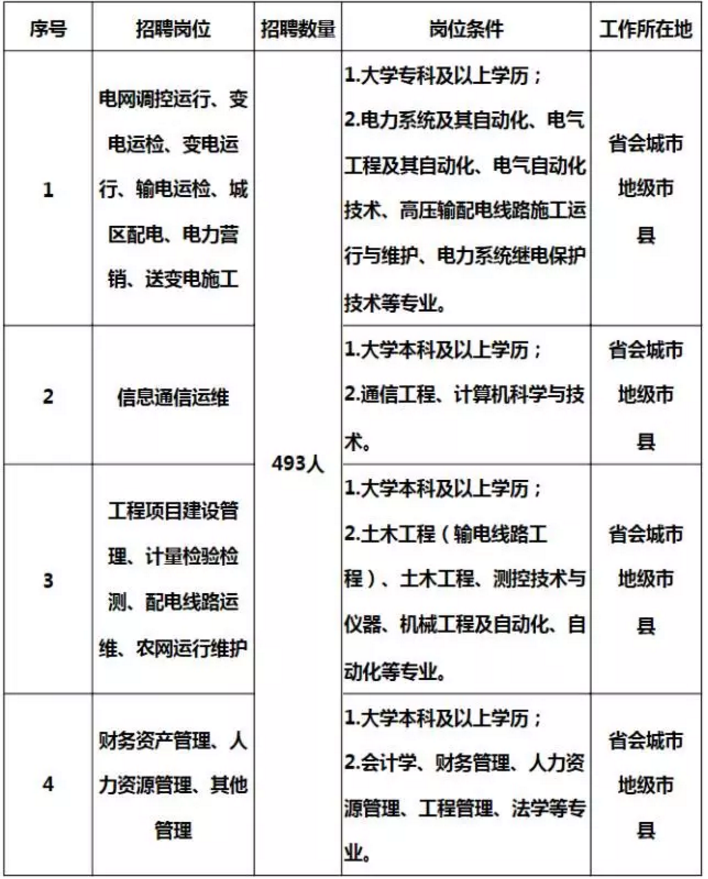 序号 招聘岗位 招聘数量 岗位条件 工作所在地
1
电网调控运行、变
电运检、变电运
行、输电运检、城
区配电、电力营
销、送变电施工
493人
1.大学专科及以上学历；
2.电力系统及其自动化、电气
工程及其自动化、电气自动化
技术、高压输配电线路施工运
行与维护、电力系统继电保护
技术等专业。
省会城市
地级市
县
2
信息通信运维
1.大学本科及以上学历；
2.通信工程、计算机科学与技
术。
省会城市
地级市
县
3
工程项目建设管
理、计量检验检
测、配电线路运
维、农网运行维护
1.大学本科及以上学历；
2.土木工程（输电线路工
程）、土木工程、测控技术与
仪器、机械工程及自动化、自
动化等专业。
省会城市
地级市
县
4
财务资产管理、人
力资源管理、其他
管理
1.大学本科及以上学历；
2.会计学、财务管理、人力资
源管理、工程管理、法学等专
业。
省会城市
地级市
县